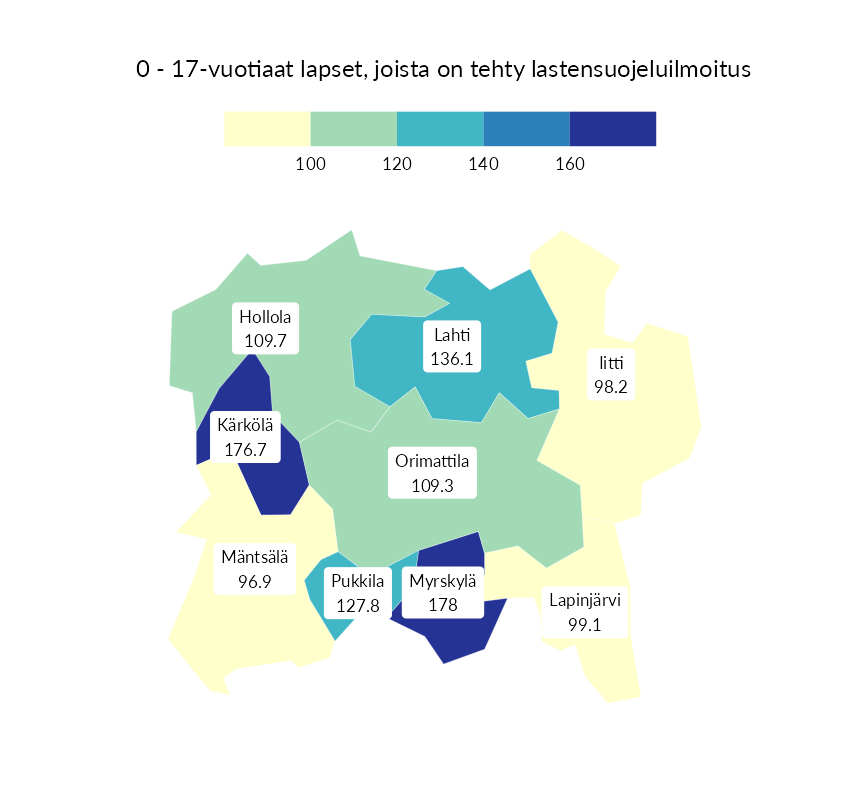 0 - 17-vuotiaat lapset, joista on tehty lastensuojeluilmoitus
100 120 140 160
Hollola
109.7
Lahti
136.1
Iitti
98.2
Kärkölä
176.7
Orimattila
109.3
Mäntsälä
96.9
Pukkila
127.8
Myrskylä
178
Lapinjärvi
99.1